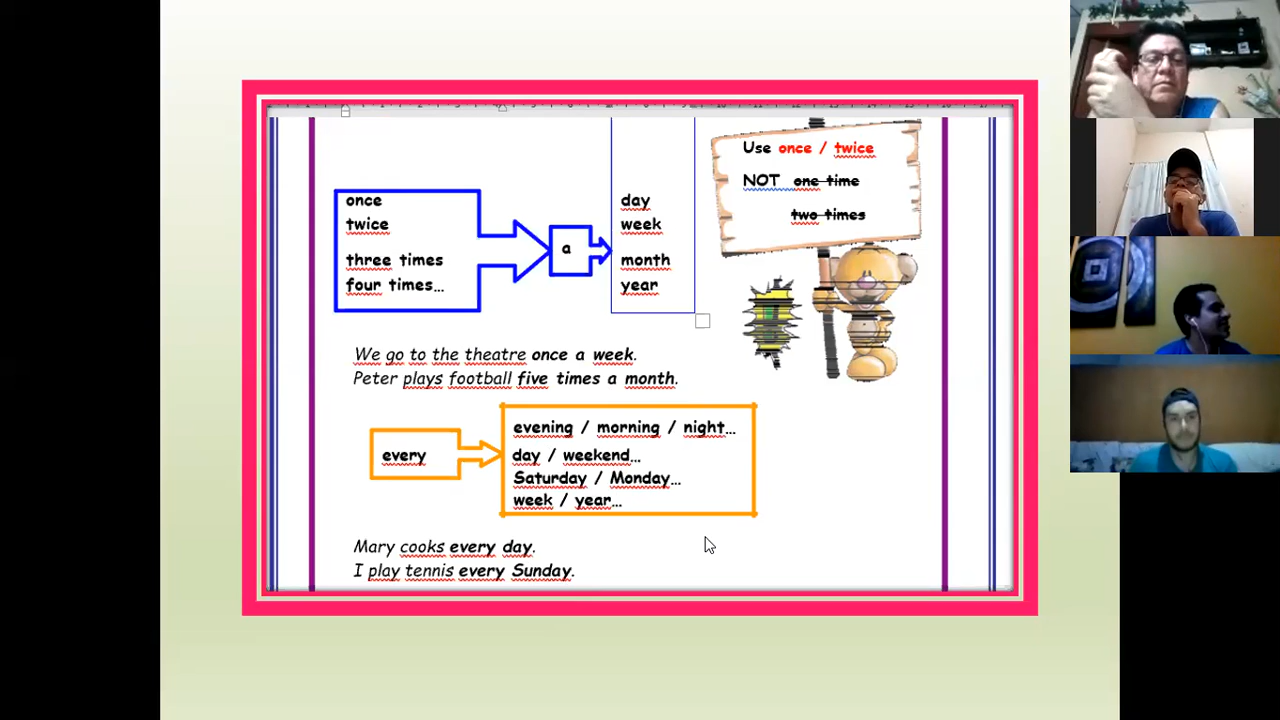 Use once / twice
NOT one time
two times
once
twice
three times
four times...
a
day
week
month
year
We go to the theatre once a week.
Peter plays football five times a month.
every
evening / morning / night...
day / weekend...
Saturday / Monday...
week / year...
Mary cooks every day.
I play tennis every Sunday.